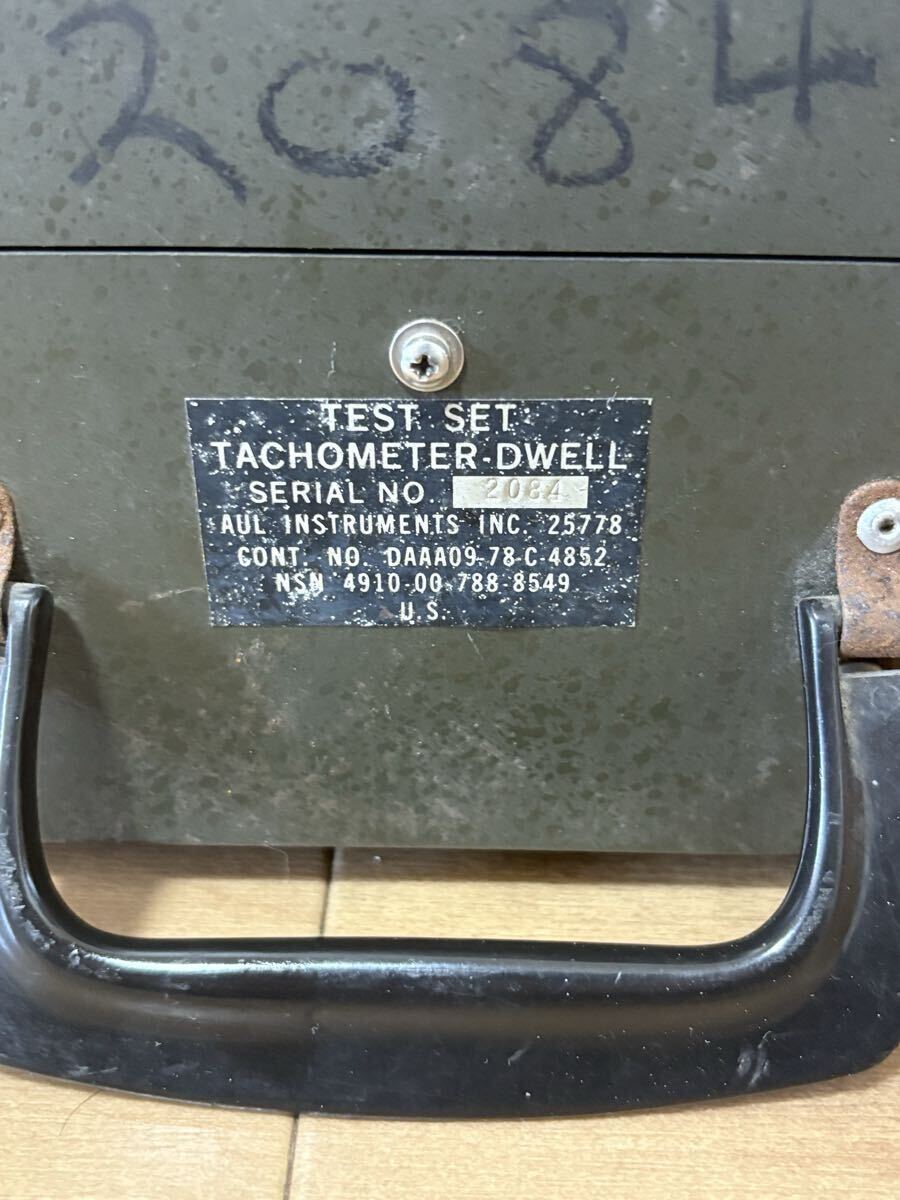 2084
TEST SET
TACHOMETER-DWELL
SERIAL NO 2084
AUL INSTRUMENTS INC. 25778
CONT. NO. DAAA09-78-C-4852
NSN 4910-00-788-8549
U.S.